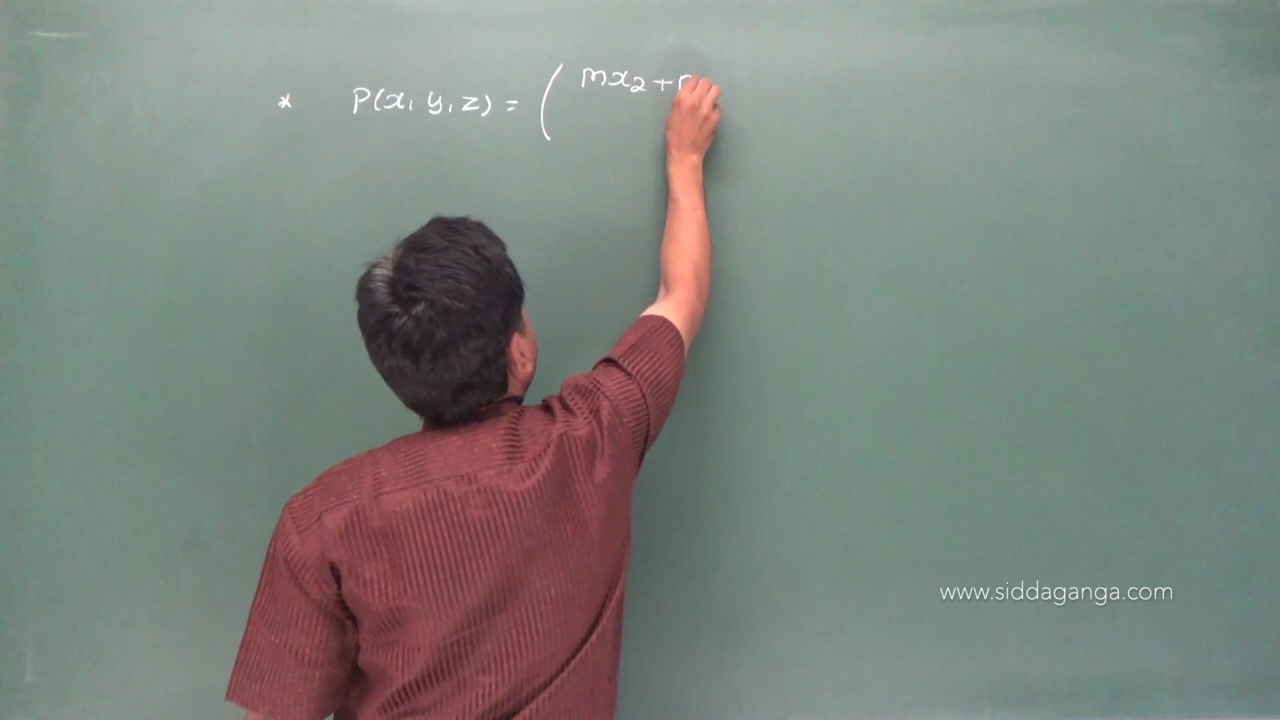 * P(x, y, z) = ( mx₂ + n
www.siddaganga.com